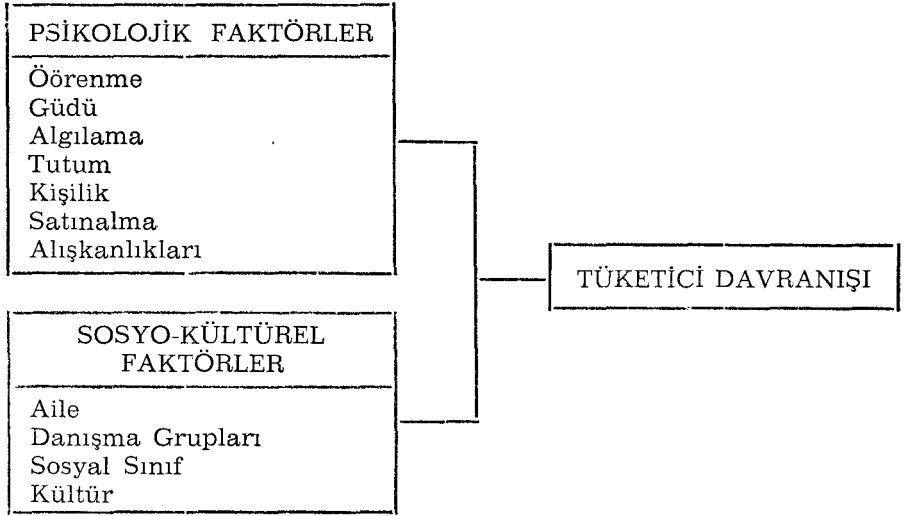 PSİKOLOJİK FAKTÖRLER
Öörenme
Güdü
Algılama
Tutum
Kişilik
Satınalma
Alışkanlıkları
TÜKETİCİ DAVRANIŞI
SOSYO-KÜLTÜREL
FAKTÖRLER
Aile
Danışma Grupları
Sosyal Sınıf
Kültür